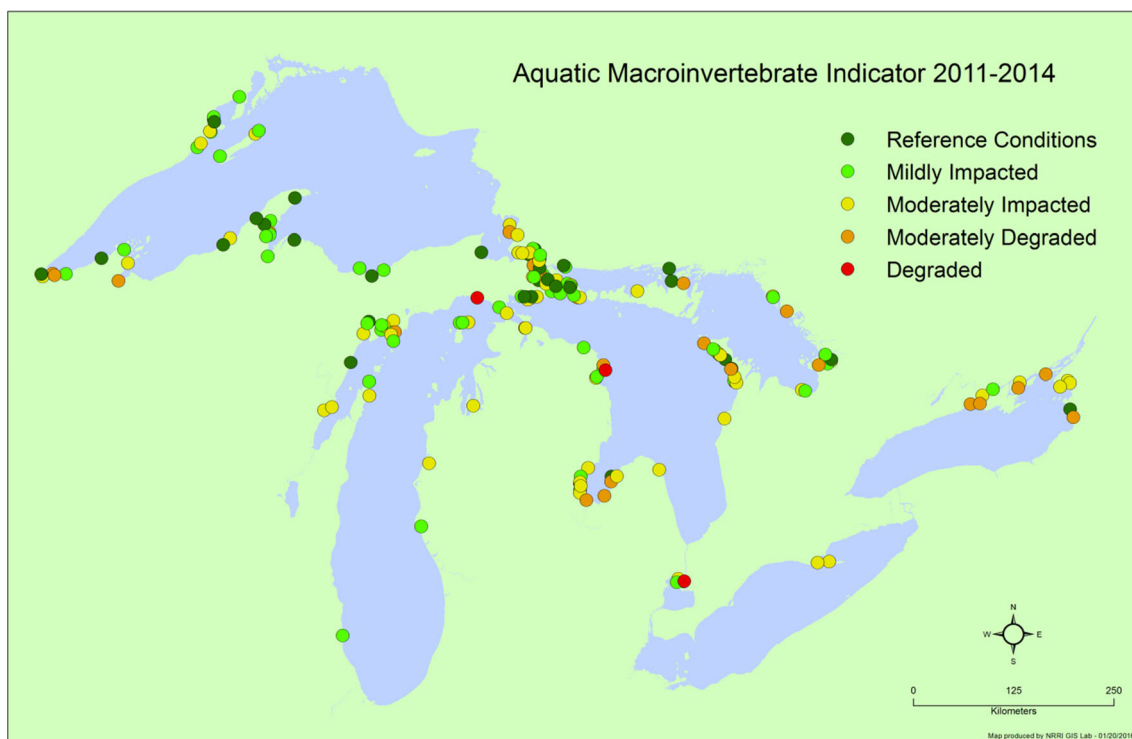 Aquatic Macroinvertebrate Indicator 2011-2014
Reference Conditions
Mildly Impacted
Moderately Impacted
Moderately Degraded
Degraded
N
W E
S
0 125 250
Kilometers
Map produced by NRRI GIS Lab - 01/20/2016